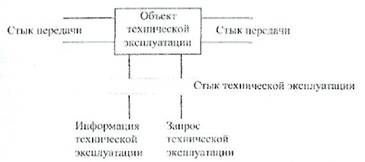 Объект
технической
эксплуатации
Стык передачи
Стык передачи
Стык технической эксплуатации
Информация
технической
эксплуатации
Запрос
технической
эксплуатации